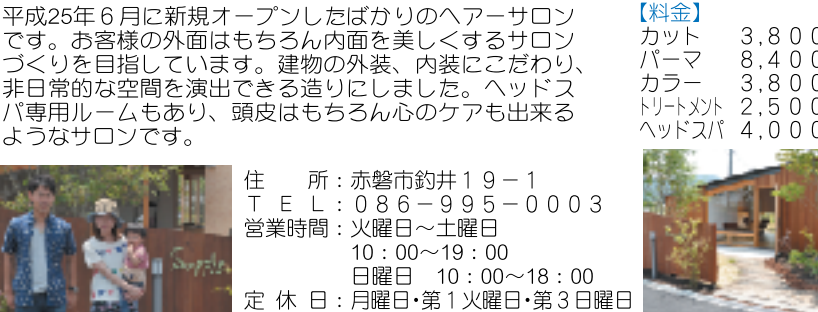 平成25年６月に新規オープンしたばかりのヘアーサロン
です。お客様の外面はもちろん内面を美しくするサロン
づくりを目指しています。建物の外装、内装にこだわり、
非日常的な空間を演出できる造りにしました。ヘッドス
パ専用ルームもあり、頭皮はもちろん心のケアも出来る
ようなサロンです。
住　　所：赤磐市釣井１９－１
ＴＥＬ：０８６－９９５－０００３
営業時間：火曜日～土曜日
10：00～19：00
日曜日　10：00～18：00
定休日：月曜日・第１火曜日・第３日曜日
【料金】
カット　3,800
パーマ　8,400
カラー　3,800
トリートメント　2,500
ヘッドスパ　4,000